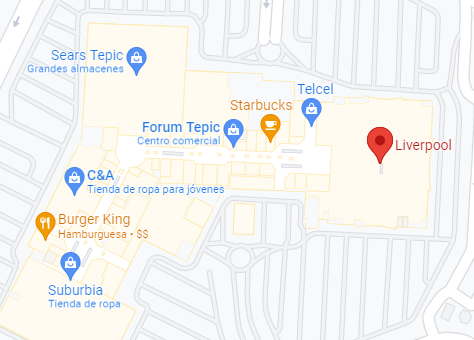 Sears Tepic
Grandes almacenes
Telcel
Starbucks
Forum Tepic
Centro comercial
Liverpool
C&A
Tienda de ropa para jóvenes
Burger King
Hamburguesa • $$
Suburbia
Tienda de ropa